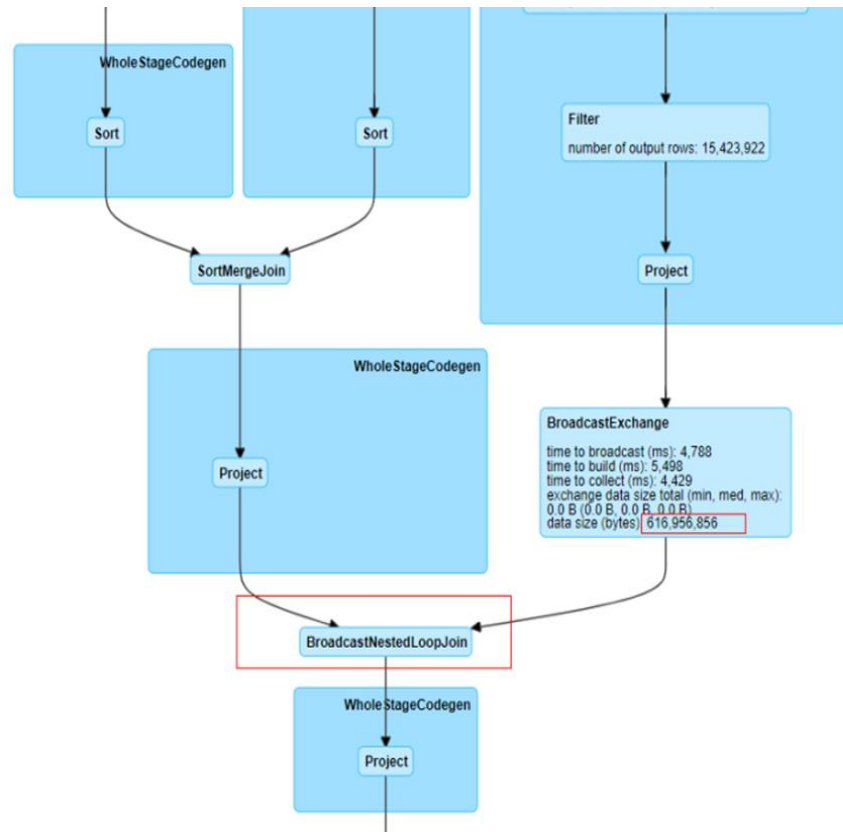 WholeStageCodegen
Sort
Sort
SortMergeJoin
WholeStageCodegen
Project
Filter
number of output rows: 15,423,922
Project
BroadcastExchange
time to broadcast (ms): 4,788
time to build (ms): 5,498
time to collect (ms): 4,429
exchange data size total (min, med, max):
0.0 B (0.0 B, 0.0 B, 0.0 B)
data size (bytes) 616,956,856
BroadcastNestedLoopJoin
WholeStageCodegen
Project